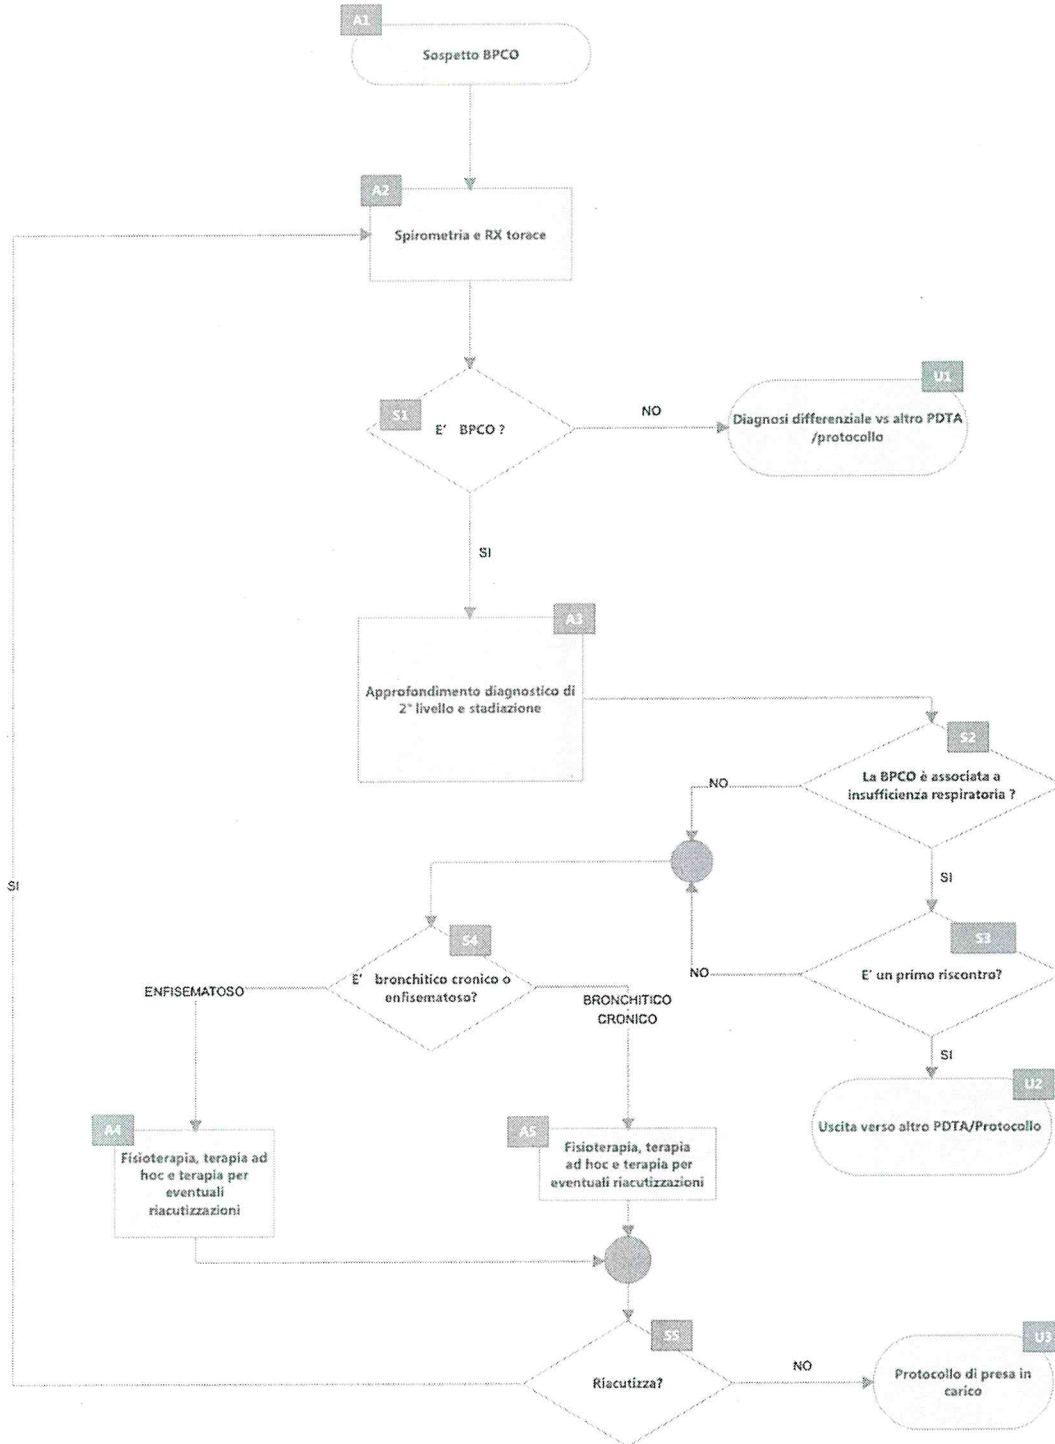 A1
Sospetto BPCO
A2
Spirometria e RX torace
S1
E' BPCO ?
NO
U1
Diagnosi differenziale vs altro PDTA
/protocollo
SI
A3
Approfondimento diagnostico di
2° livello e stadiazione
S2
La BPCO è associata a
insufficienza respiratoria ?
NO
SI
SI
S3
E' un primo riscontro?
NO
SI
S4
E' bronchitico cronico o
enfisematoso?
ENFISEMATOSO
BRONCHITICO
CRONICO
U2
Uscita verso altro PDTA/Protocollo
A4
Fisioterapia, terapia ad
hoc e terapia per
eventuali
riacutizzazioni
A5
Fisioterapia, terapia
ad hoc e terapia per
eventuali riacutizzazioni
S5
Riacutizza?
NO
U3
Protocollo di presa in
carico